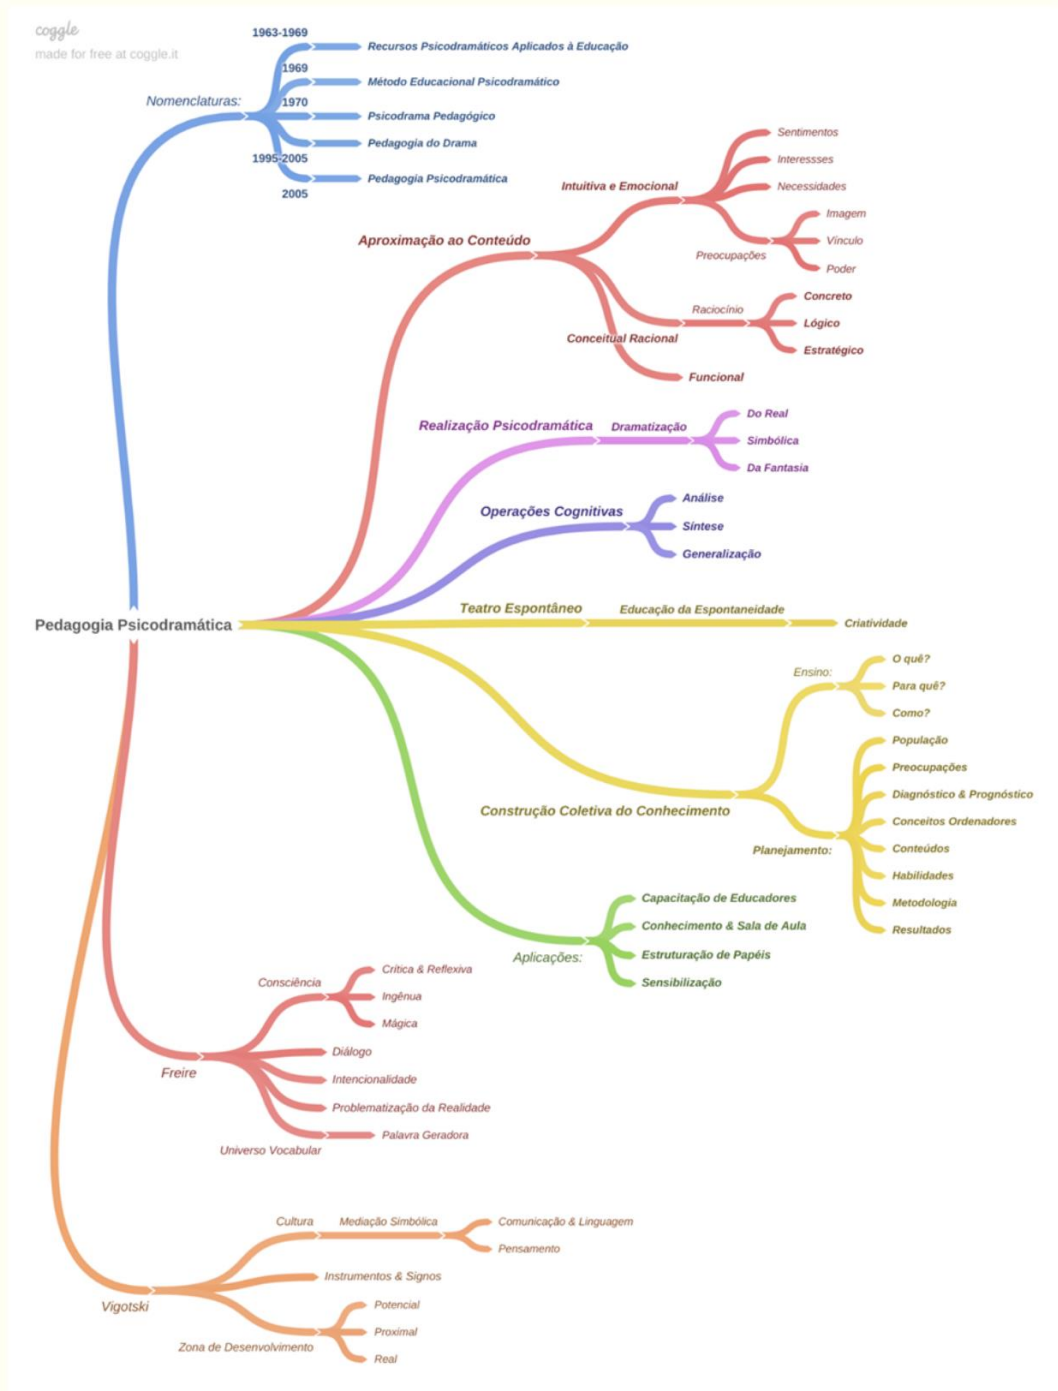 coggle
made for free at coggle.it
Nomenclaturas:
1963-1969
Recursos Psicodramáticos Aplicados à Educação
1969
Método Educacional Psicodramático
1970
Psicodrama Pedagógico
Pedagogia do Drama
1995-2005
Pedagogia Psicodramática
2005
Aproximação ao Conteúdo
Intuitiva e Emocional
Sentimentos
Interessses
Necessidades
Preocupações
Imagem
Vínculo
Poder
Conceitual Racional
Raciocínio
Concreto
Lógico
Estratégico
Funcional
Realização Psicodramática
Dramatização
Do Real
Simbólica
Da Fantasia
Operações Cognitivas
Análise
Síntese
Generalização
Pedagogia Psicodramática
Teatro Espontâneo
Educação da Espontaneidade
Criatividade
Construção Coletiva do Conhecimento
Ensino:
O quê?
Para quê?
Como?
Planejamento:
População
Preocupações
Diagnóstico & Prognóstico
Conceitos Ordenadores
Conteúdos
Habilidades
Metodologia
Resultados
Aplicações:
Capacitação de Educadores
Conhecimento & Sala de Aula
Estruturação de Papéis
Sensibilização
Freire
Consciência
Crítica & Reflexiva
Ingênua
Mágica
Diálogo
Intencionalidade
Problematização da Realidade
Universo Vocabular
Palavra Geradora
Vigotski
Cultura
Mediação Simbólica
Comunicação & Linguagem
Pensamento
Instrumentos & Signos
Zona de Desenvolvimento
Potencial
Proximal
Real